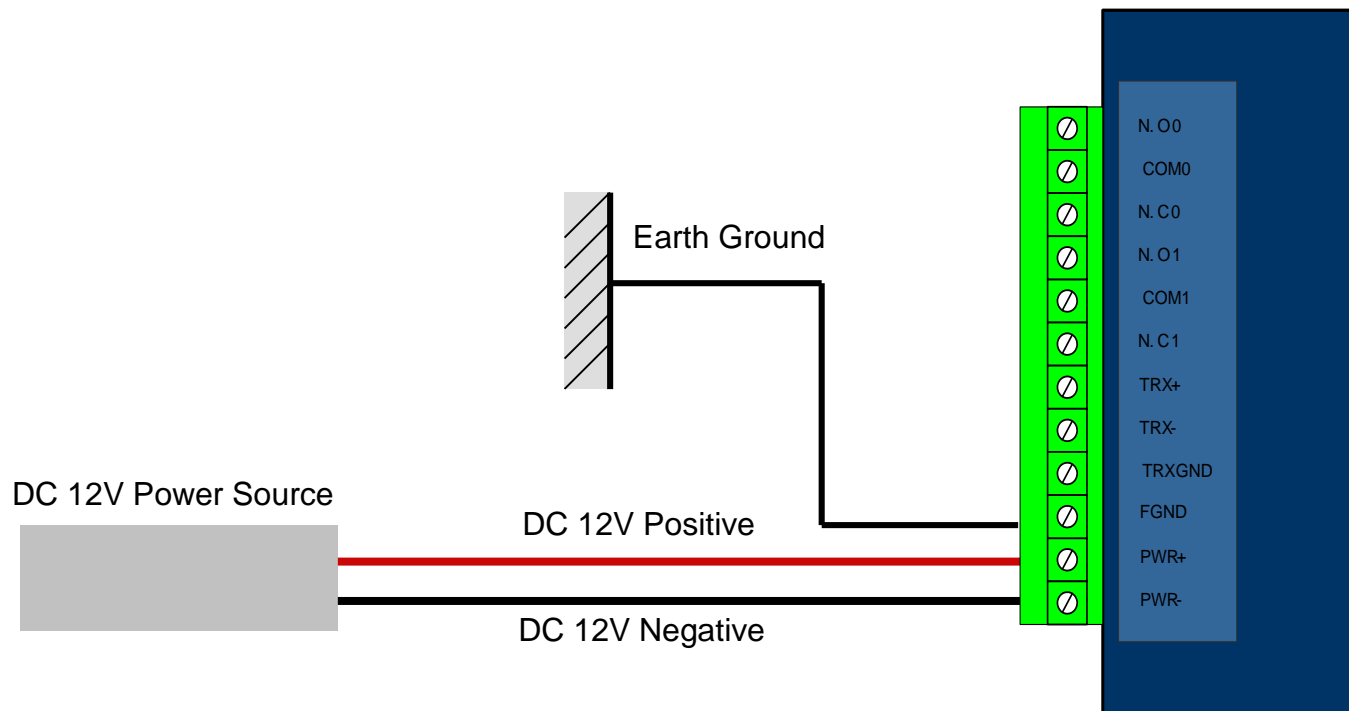 N.O0
COM0
N.C0
Earth Ground
N.O1
COM1
N.C1
TRX+
TRX-
TRXGND
DC 12V Power Source
FGND
DC 12V Positive
PWR+
PWR-
DC 12V Negative